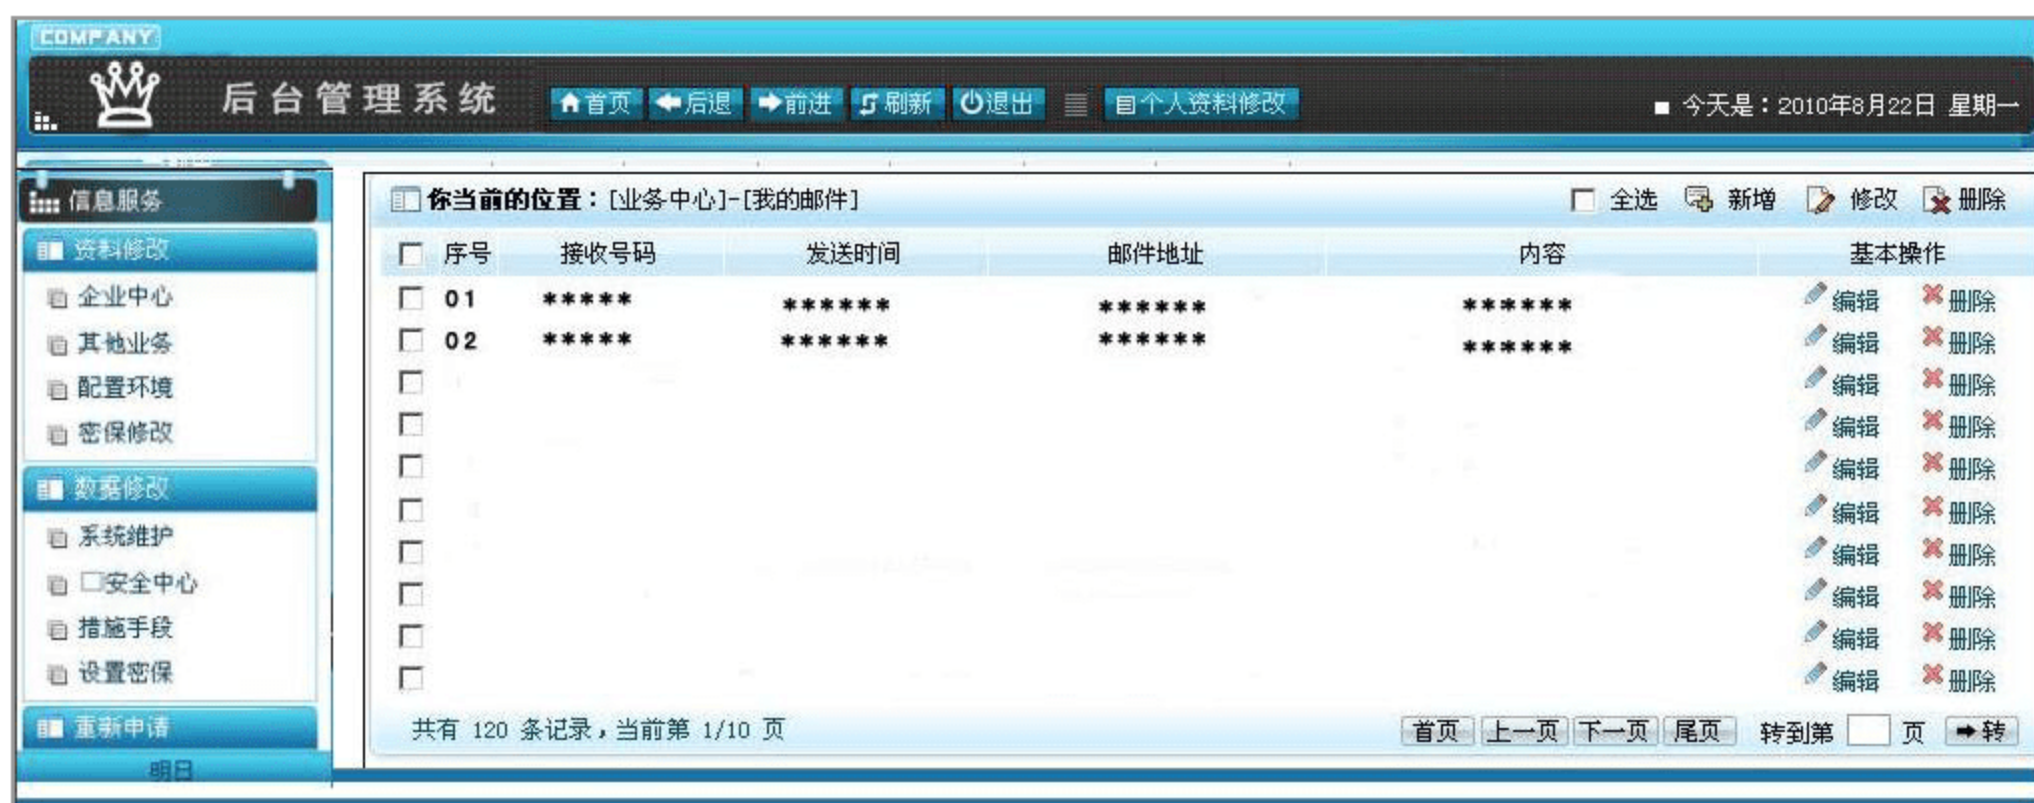 COMPANY
后台管理系统 首页 后退 前进 刷新 退出 个人资料修改 ■ 今天是：2010年8月22日 星期一
信息服务
资料修改
企业中心
其他业务
配置环境
密保修改
数据修改
系统维护
□安全中心
措施手段
设置密保
重新申请
明日
你当前的位置：[业务中心]-[我的邮件] 全选 新增 修改 删除
序号 接收号码 发送时间 邮件地址 内容 基本操作
01 ***** ****** ****** ****** 编辑 删除
02 ***** ****** ****** ****** 编辑 删除
编辑 删除
编辑 删除
编辑 删除
编辑 删除
编辑 删除
编辑 删除
编辑 删除
编辑 删除
共有 120 条记录，当前第 1/10 页 首页 上一页 下一页 尾页 转到第 页 转